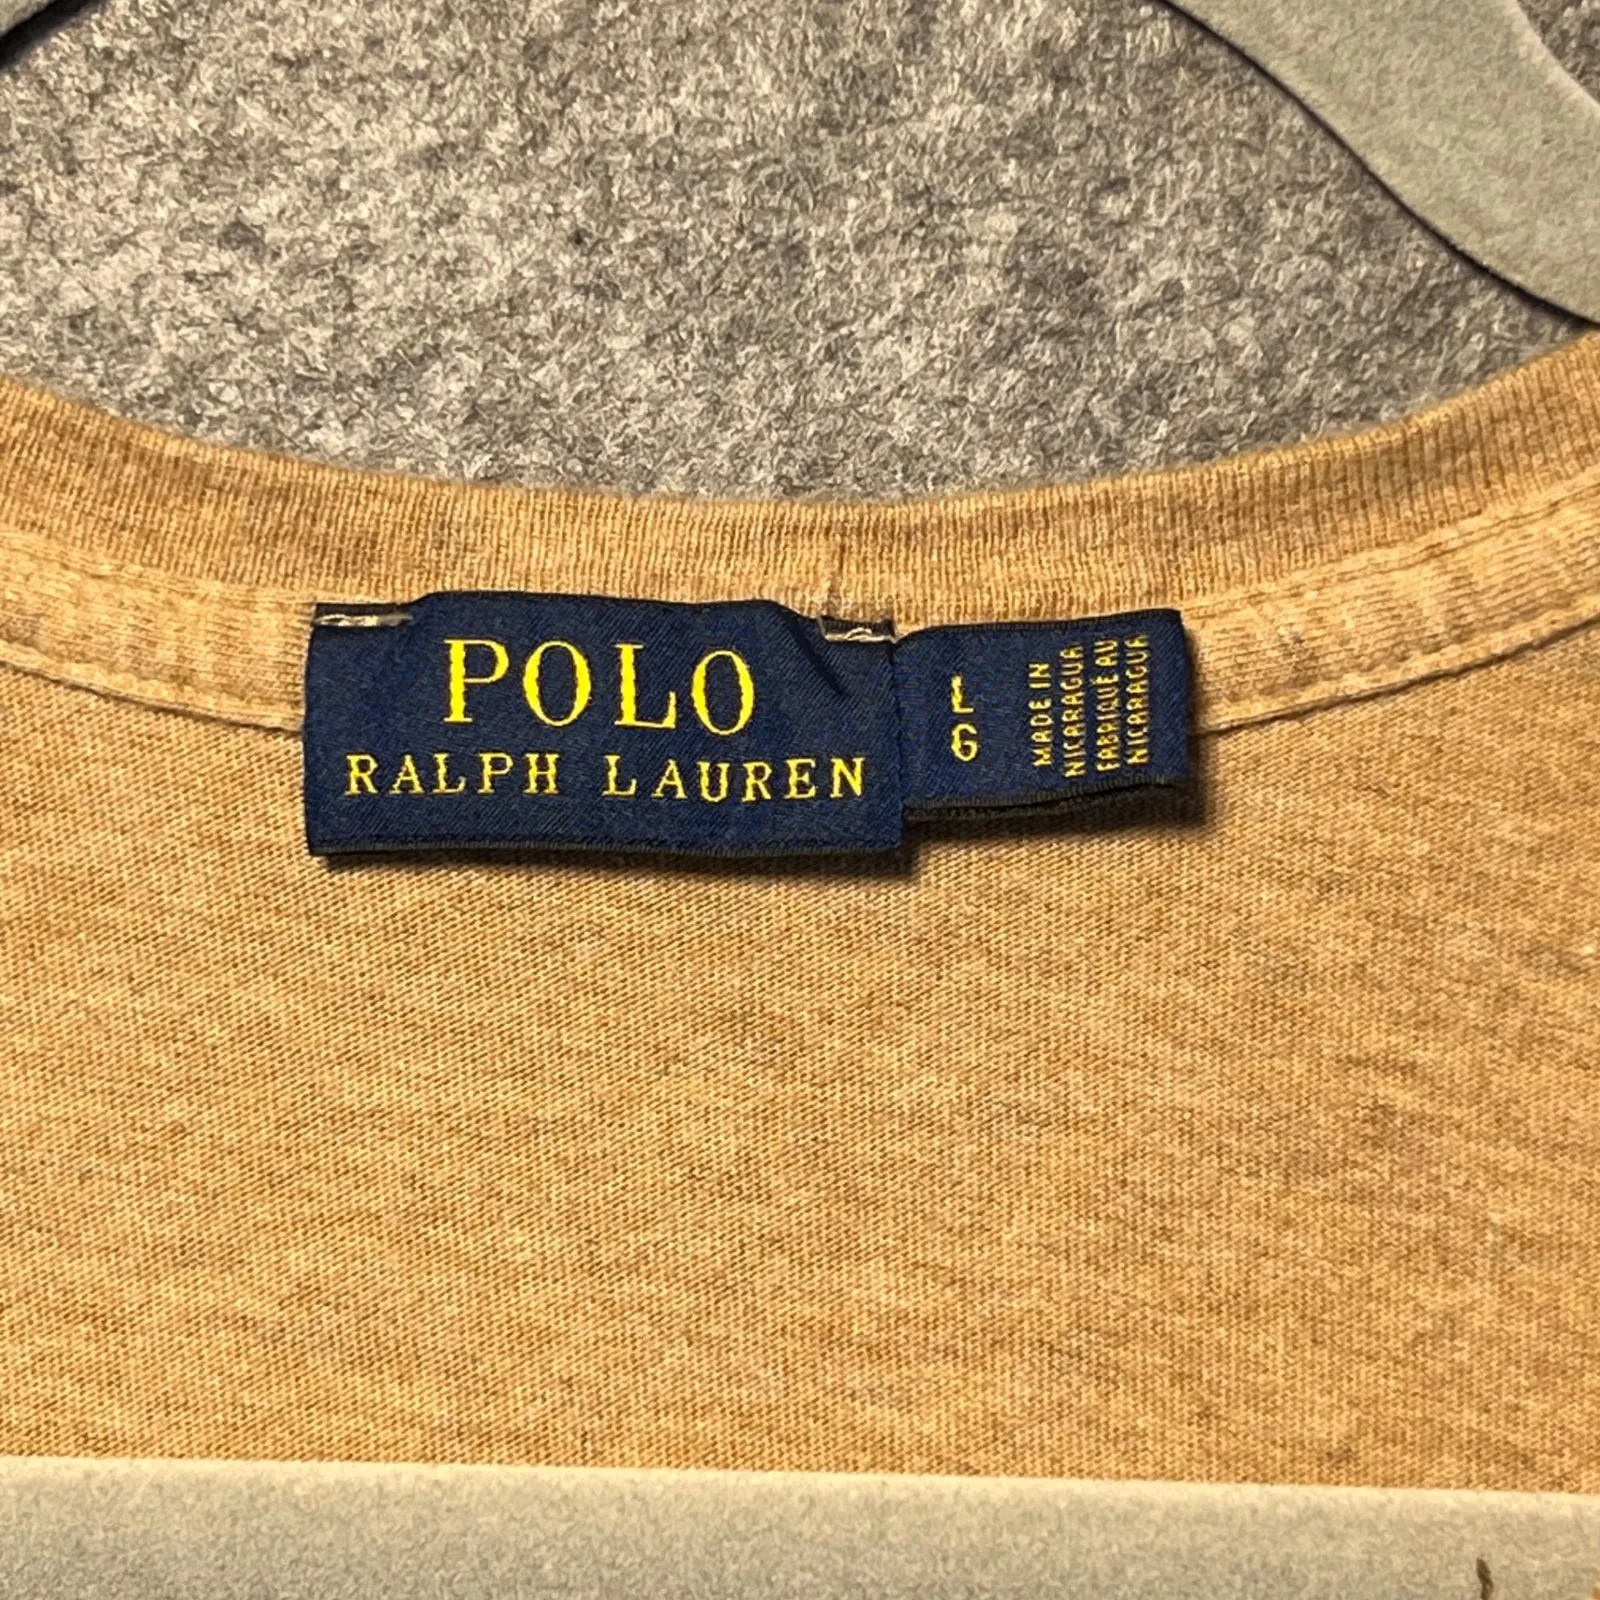 POLO
RALPH LAUREN
L
G
MADE IN
NICARAGUA
FABRIQUÉ AU
NICARAGUA